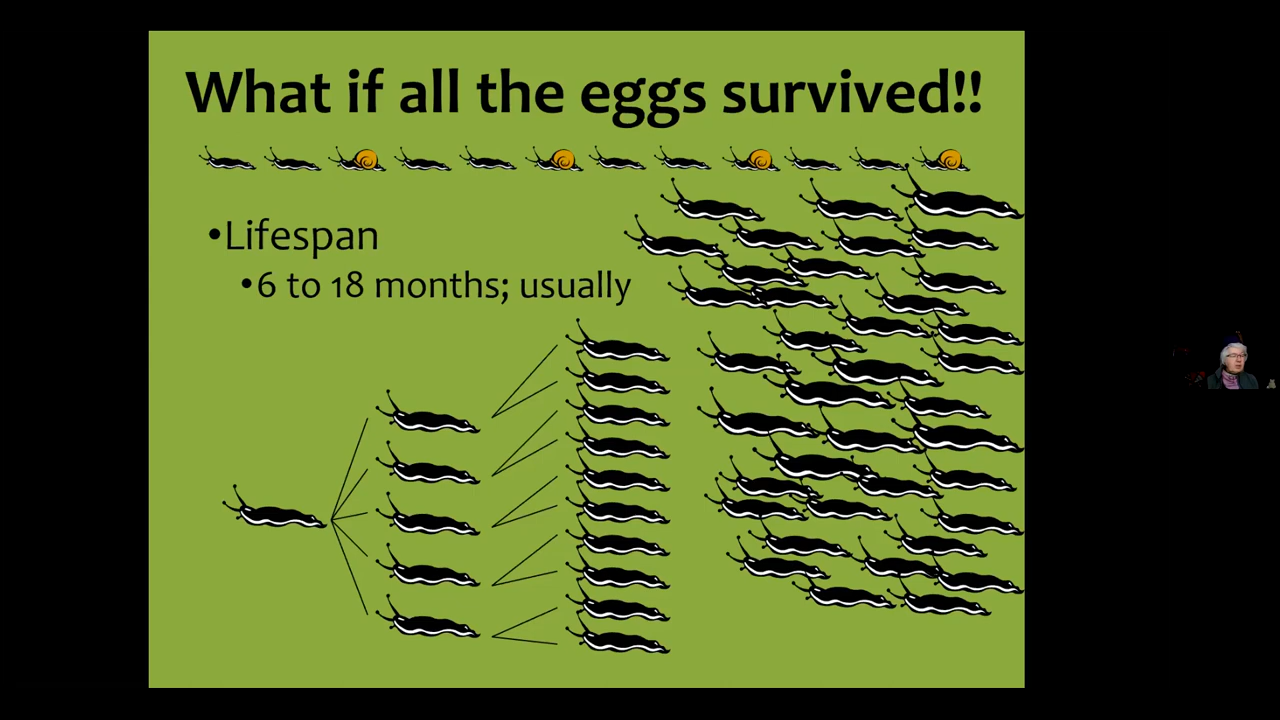 What if all the eggs survived!!
•Lifespan
•6 to 18 months; usually